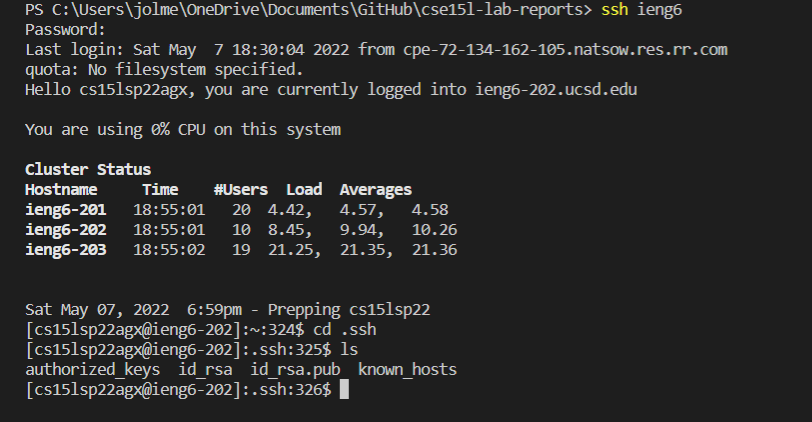 PS C:\Users\jolme\OneDrive\Documents\GitHub\cse15l-lab-reports> ssh ieng6
Password:
Last login: Sat May  7 18:30:04 2022 from cpe-72-134-162-105.natsow.res.rr.com
quota: No filesystem specified.
Hello cs15lsp22agx, you are currently logged into ieng6-202.ucsd.edu

You are using 0% CPU on this system

Cluster Status
Hostname     Time    #Users  Load  Averages
ieng6-201   18:55:01   20  4.42,   4.57,   4.58
ieng6-202   18:55:01   10  8.45,   9.94,   10.26
ieng6-203   18:55:02   19  21.25,  21.35,  21.36

Sat May 07, 2022  6:59pm - Prepping cs15lsp22
[cs15lsp22agx@ieng6-202]:~:324$ cd .ssh
[cs15lsp22agx@ieng6-202]:.ssh:325$ ls
authorized_keys  id_rsa  id_rsa.pub  known_hosts
[cs15lsp22agx@ieng6-202]:.ssh:326$